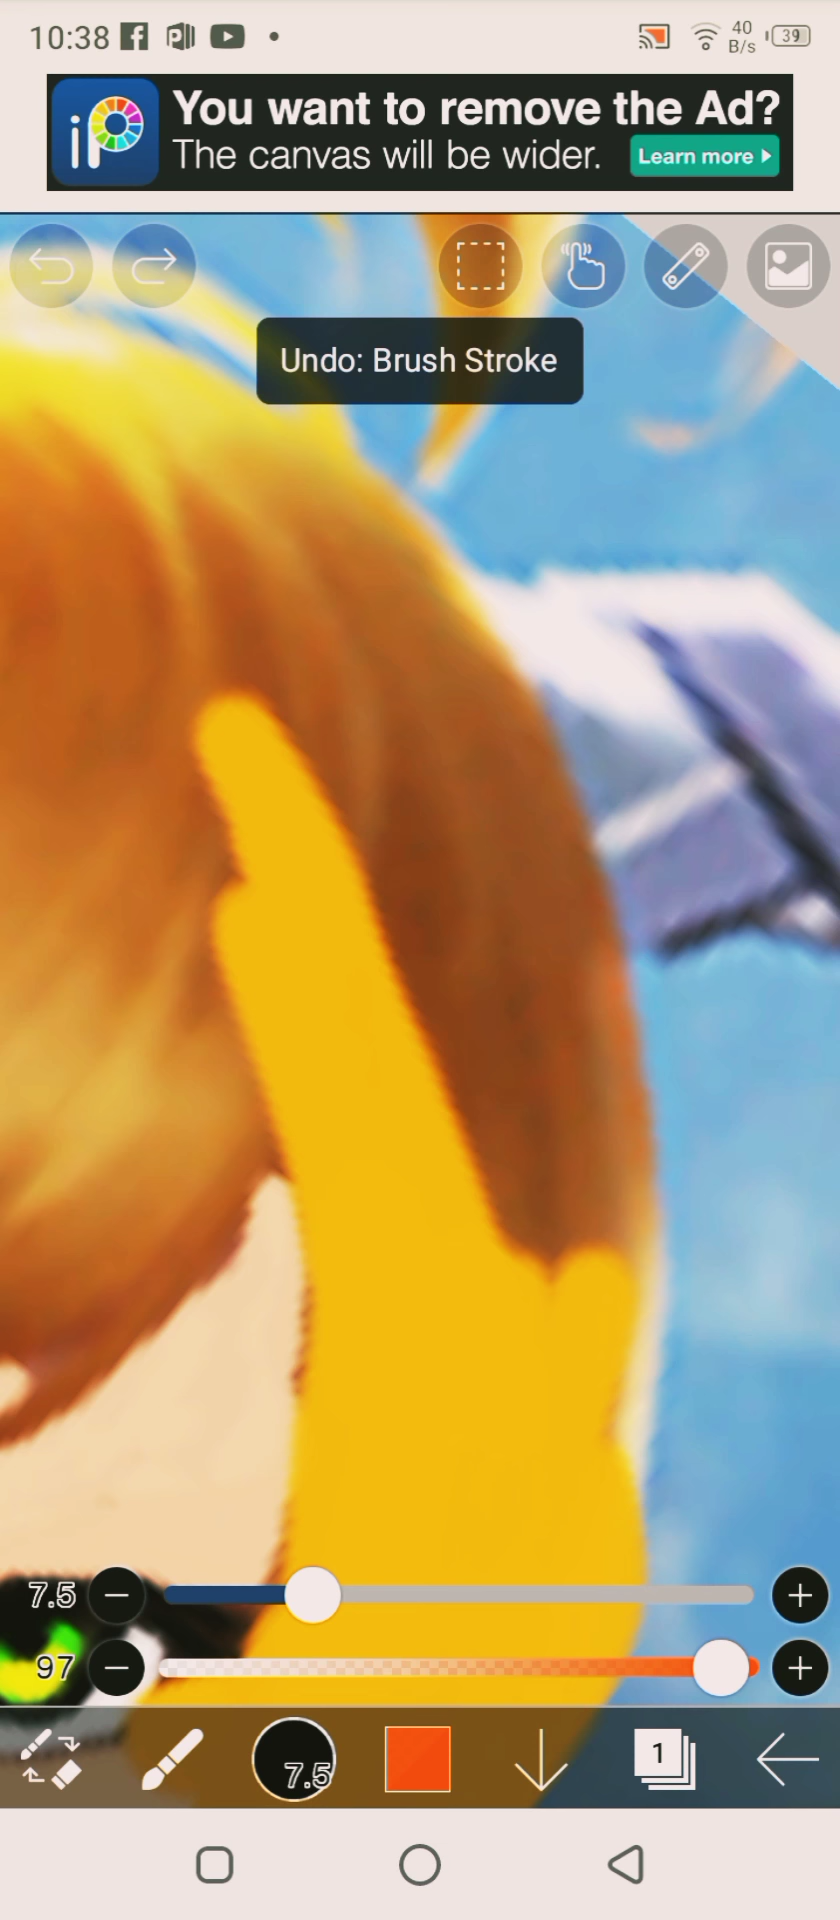 10:38
40
B/s
39
iP
You want to remove the Ad?
The canvas will be wider.
Learn more
Undo: Brush Stroke
7.5
97
7.5
1